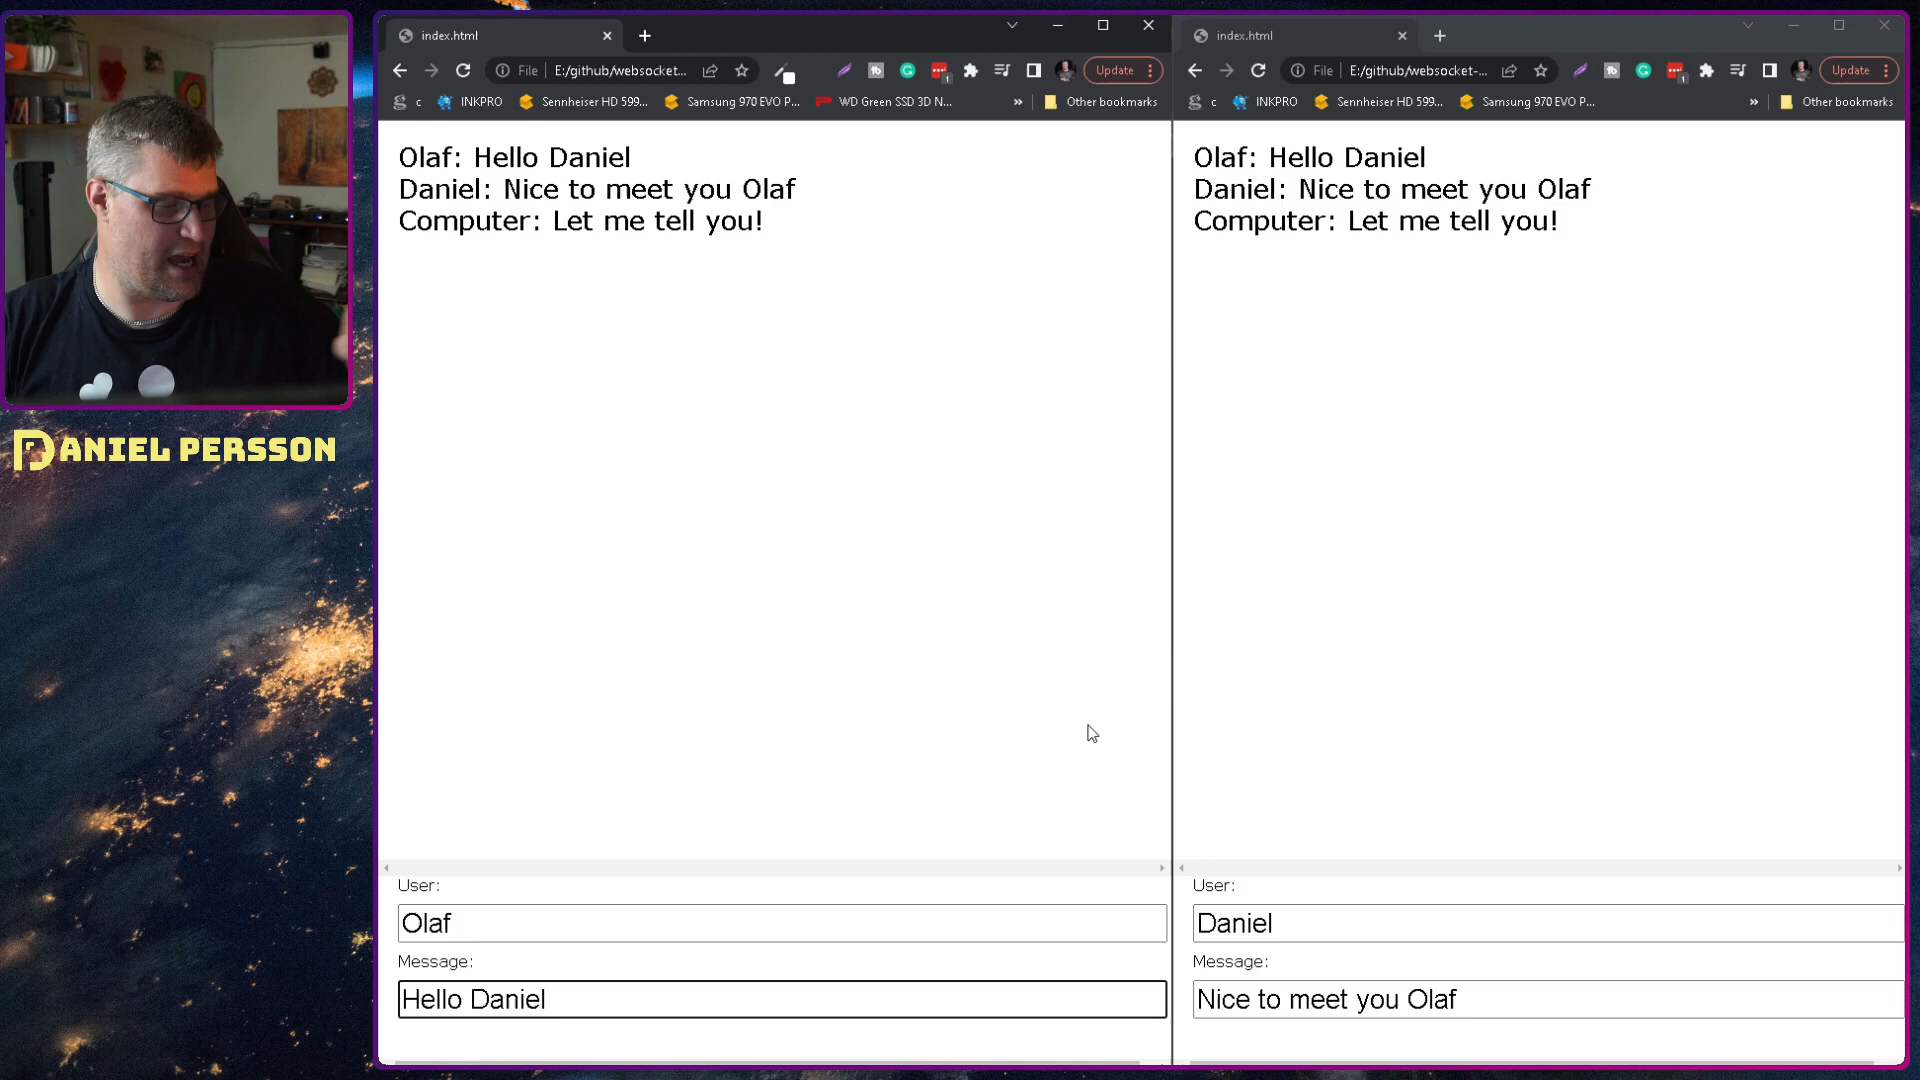 DANIEL PERSSON
index.html
File
E:/github/websocket...
Update
c
INKPRO
Sennheiser HD 599...
Samsung 970 EVO P...
WD Green SSD 3D N...
»
Other bookmarks
Olaf: Hello Daniel
Daniel: Nice to meet you Olaf
Computer: Let me tell you!
User:
Olaf
Message:
Hello Daniel
index.html
File
E:/github/websocket-...
Update
c
INKPRO
Sennheiser HD 599...
Samsung 970 EVO P...
»
Other bookmarks
Olaf: Hello Daniel
Daniel: Nice to meet you Olaf
Computer: Let me tell you!
User:
Daniel
Message:
Nice to meet you Olaf